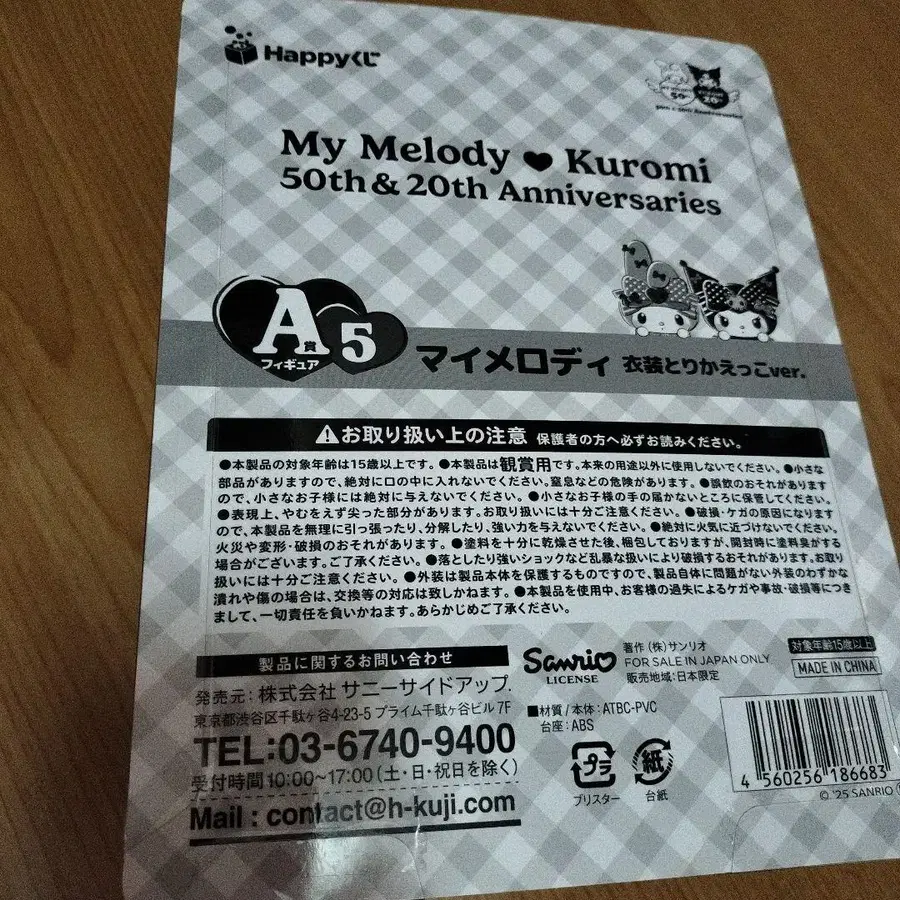 Happyくじ
My Melody ♥ Kuromi
50th & 20th Anniversaries
A賞
フィギュア
5
マイメロディ 衣装とりかえっこver.
⚠お取り扱い上の注意 保護者の方へ必ずお読みください。
●本製品の対象年齢は15歳以上です。●本製品は観賞用です。本来の用途以外に使用しないでください。●小さな
部品がありますので、絶対に口の中に入れないでください。窒息などの危険があります。●誤飲のおそれがあります
ので、小さなお子様には絶対に与えないでください。●小さなお子様の手の届かないところに保管してください。
●表現上、やむをえず尖った部分があります。お取り扱いには十分ご注意ください。●破損・ケガの原因になります
ので、本製品を無理に引っ張ったり、分解したり、強い力を与えないでください。●絶対に火気に近づけないでください。
火災や変形・破損のおそれがあります。●塗料を十分に乾燥させた後、梱包しておりますが、開封時に塗料臭がする
場合がございます。ご了承ください。●落としたり強いショックなど乱暴な扱いにより破損するおそれがあります。お取り
扱いには十分ご注意ください。●外装は製品本体を保護するものですので、製品自体に問題がない外装のわずかな
潰れや傷の場合は、交換等の対応は致しかねます。●本製品を使用中、お客様の過失によるケガや事故・破損等につき
まして、一切責任を負いかねます。あらかじめご了承ください。
製品に関するお問い合わせ
発売元：株式会社 サニーサイドアップ.
東京都渋谷区千駄ヶ谷4-23-5 プライム千駄ヶ谷ビル 7F
TEL:03-6740-9400
受付時間 10:00～17:00（土・日・祝日を除く）
Mail : contact@h-kuji.com
Sanrio
LICENSE
著作（株）サンリオ
FOR SALE IN JAPAN ONLY
販売地域：日本限定
対象年齢15歳以上
MADE IN CHINA
■材質/本体：ATBC-PVC
台座：ABS
プラ
ブリスター
紙
台紙
4 560256 186683
© '25 SANRIO